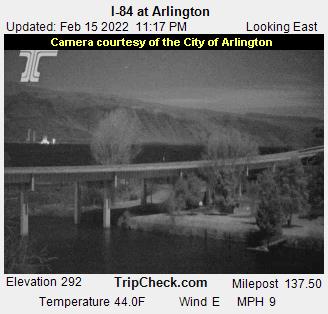 I-84 at Arlington
Updated: Feb 15 2022 11:17 PM Looking East
Camera courtesy of the City of Arlington
Elevation 292 TripCheck.com Milepost 137.50
Temperature 44.0F Wind E MPH 9